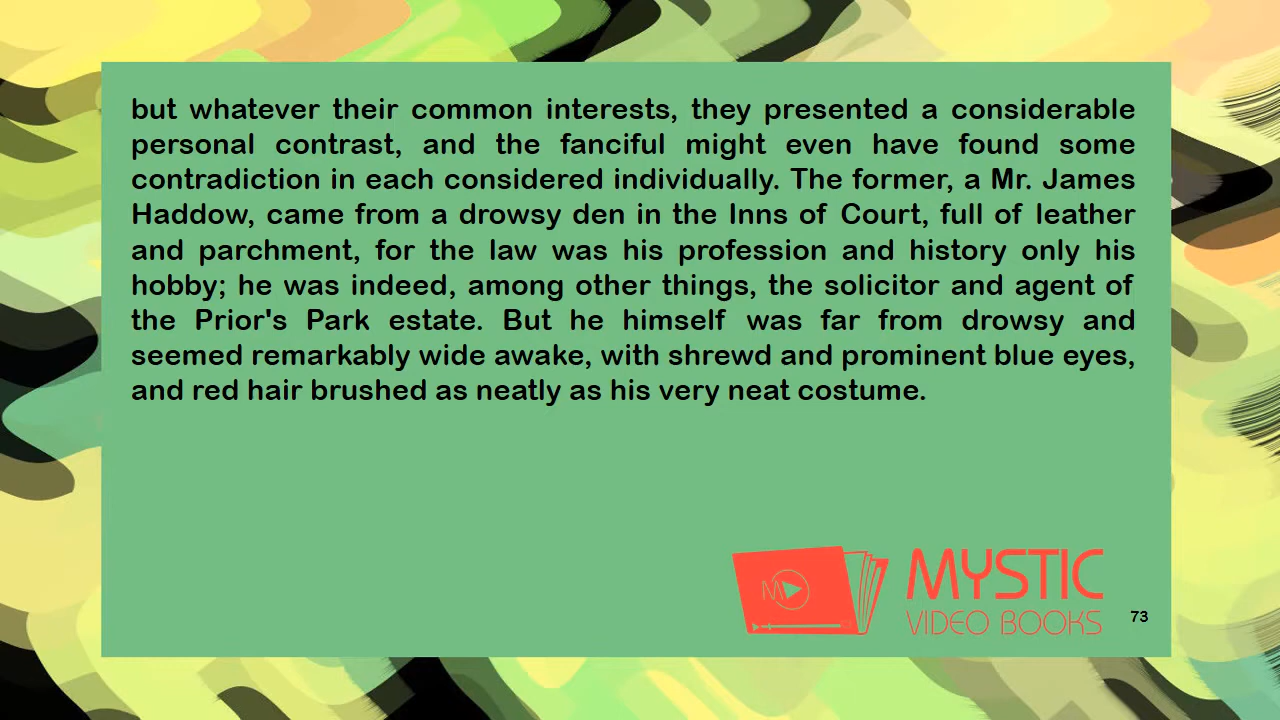 but whatever their common interests, they presented a considerable
personal contrast, and the fanciful might even have found some
contradiction in each considered individually. The former, a Mr. James
Haddow, came from a drowsy den in the Inns of Court, full of leather
and parchment, for the law was his profession and history only his
hobby; he was indeed, among other things, the solicitor and agent of
the Prior's Park estate. But he himself was far from drowsy and
seemed remarkably wide awake, with shrewd and prominent blue eyes,
and red hair brushed as neatly as his very neat costume.
M
MYSTIC
VIDEO BOOKS
73